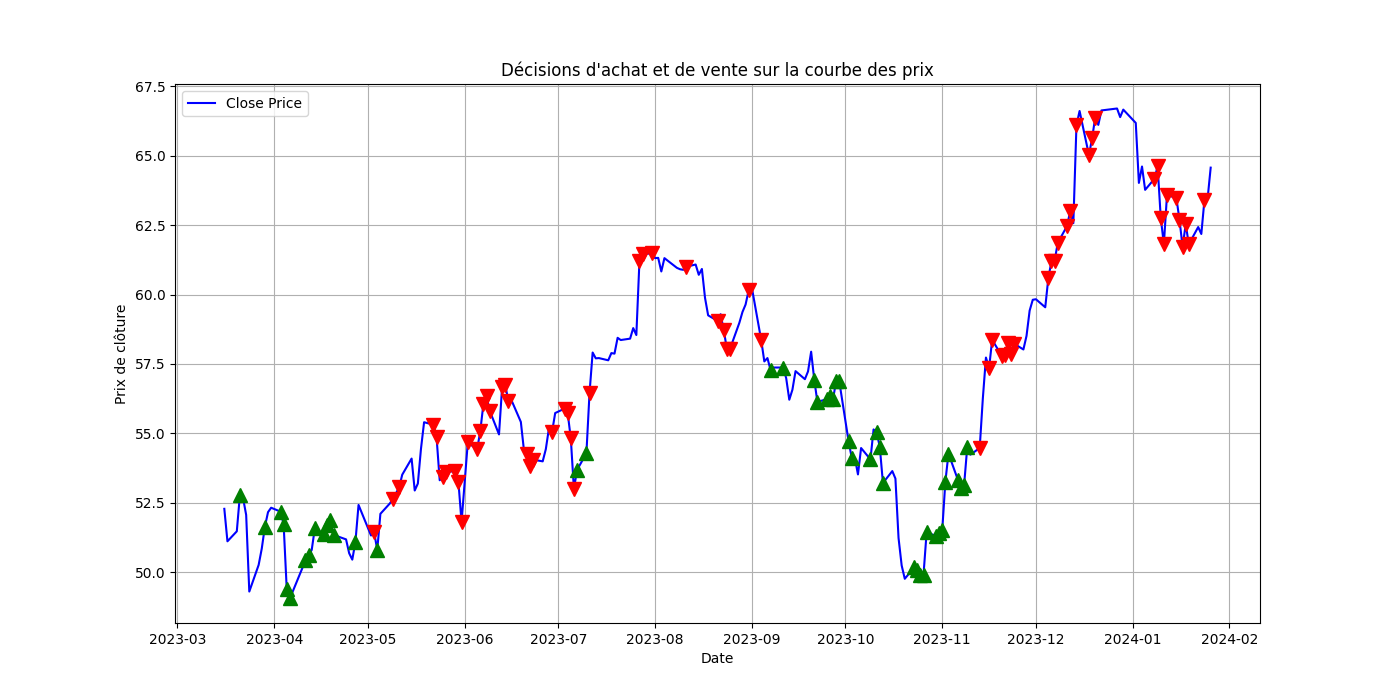 Décisions d'achat et de vente sur la courbe des prix
Close Price
Prix de clôture
67.5
65.0
62.5
60.0
57.5
55.0
52.5
50.0
2023-03 2023-04 2023-05 2023-06 2023-07 2023-08 2023-09 2023-10 2023-11 2023-12 2024-01 2024-02
Date